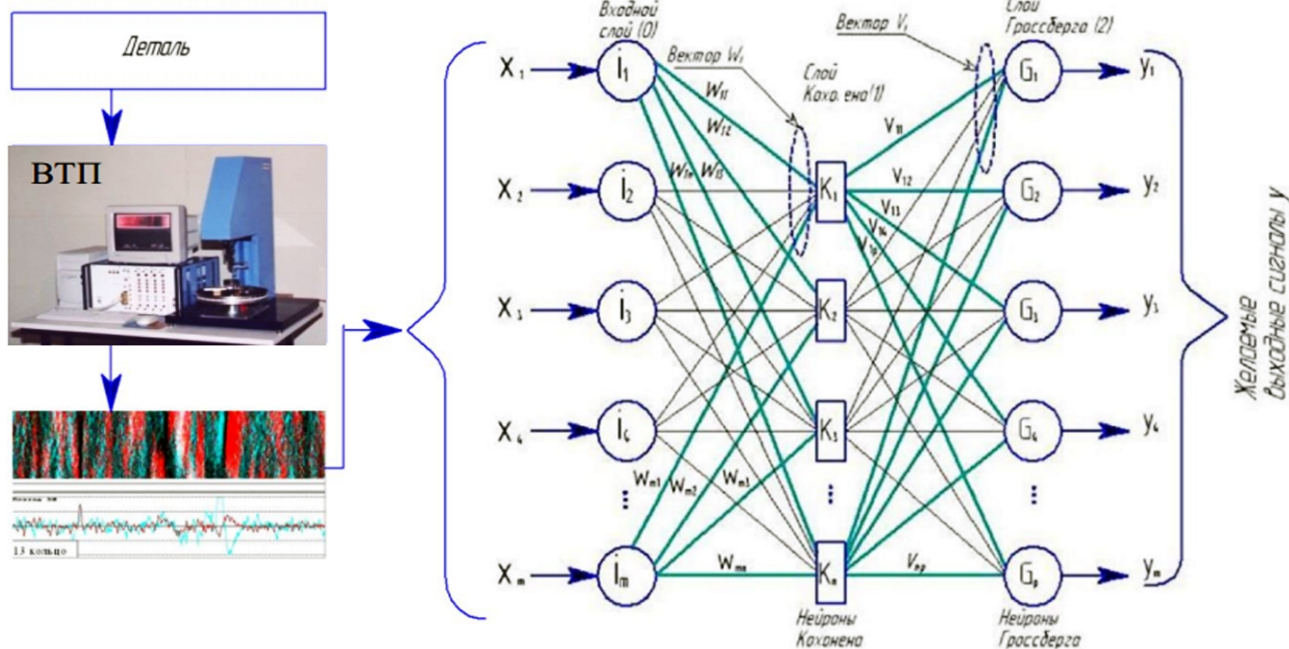 Деталь
ВТП
13 кольцо
Входной
слой (0)
Вектор W₁
Слой
Кохонена(1)
Вектор V₁
Слой
Гроссберга (2)
X₁
i₁
W₁₁
W₁₂
W₁ₙ W₁₃
K₁
V₁₁
V₁₂
V₁₃
V₁₄
V₁ₚ
G₁
y₁
X₂
i₂
G₂
y₂
X₃
i₃
K₂
G₃
y₃
X₄
i₄
K₃
G₄
y₄
Wₘ₁ Wₘ₂ Wₘ₃
Xₘ
iₘ
Wₘₙ
Kₙ
Vₙₚ
Gₚ
yₘ
Нейроны
Кохонена
Нейроны
Гроссберга
Желаемые
выходные сигналы y